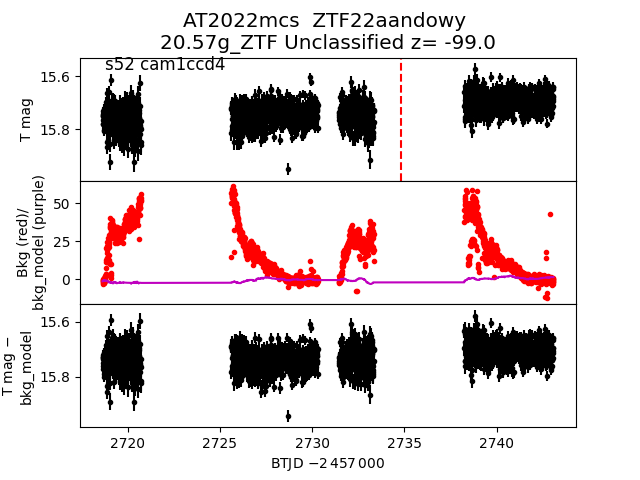 AT2022mcs  ZTF22aandowy
20.57g_ZTF Unclassified z= -99.0
s52 cam1ccd4
15.6
15.8
T mag
50
25
0
Bkg (red)/
bkg_model (purple)
15.6
15.8
T mag −
bkg_model
2720
2725
2730
2735
2740
BTJD −2 457 000